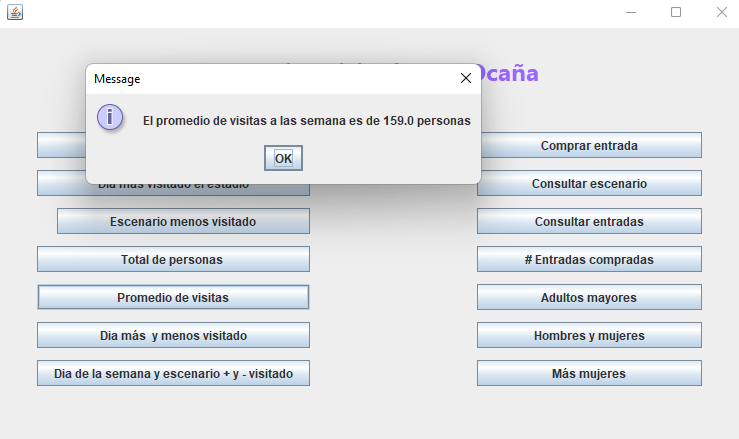 Ocaña
Message
El promedio de visitas a las semana es de 159.0 personas
OK
Comprar entrada
Dia más visitado el estadio
Consultar escenario
Escenario menos visitado
Consultar entradas
Total de personas
# Entradas compradas
Promedio de visitas
Adultos mayores
Dia más y menos visitado
Hombres y mujeres
Dia de la semana y escenario + y - visitado
Más mujeres